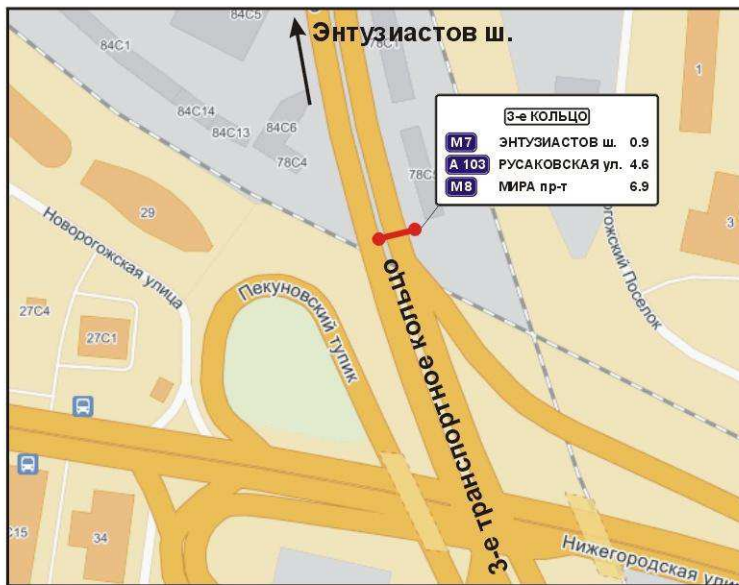 84С5
Энтузиастов ш.
84С1
78С1
1
84С14
84С13
84С6
78С4
3-е КОЛЬЦО
М7 ЭНТУЗИАСТОВ ш. 0.9
А 103 РУСАКОВСКАЯ ул. 4.6
М8 МИРА пр-т 6.9
29
3
Новорогожская улица
Пекуновский тупик
3-е транспортное кольцо
Поселок
27С4
27С1
С15
34
Нижегородская